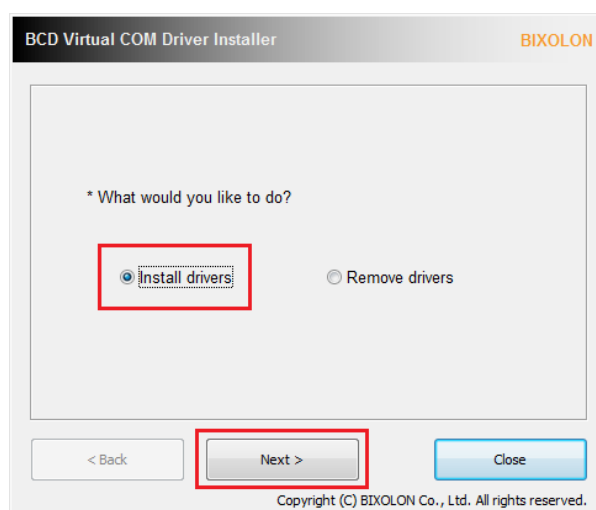 BCD Virtual COM Driver Installer BIXOLON
* What would you like to do?
Install drivers Remove drivers
< Back Next > Close
Copyright (C) BIXOLON Co., Ltd. All rights reserved.